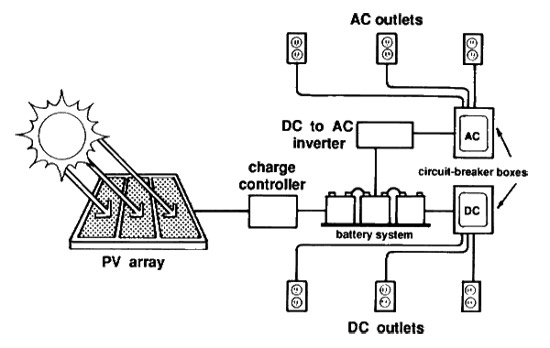 AC outlets
DC to AC
inverter
AC
circuit-breaker boxes
charge
controller
DC
battery system
PV array
DC outlets